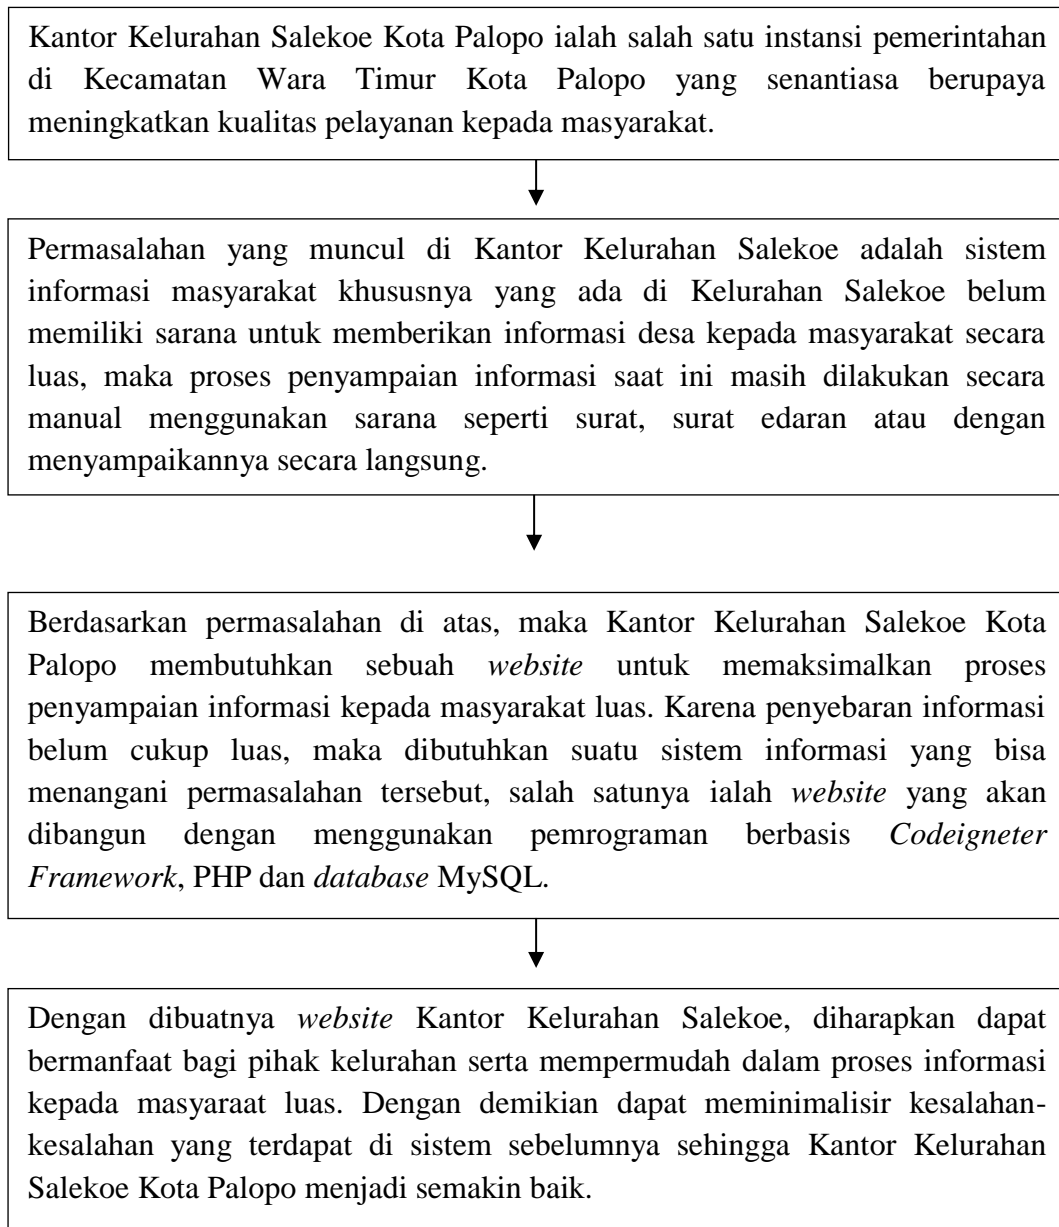 Kantor Kelurahan Salekoe Kota Palopo ialah salah satu instansi pemerintahan
di Kecamatan Wara Timur Kota Palopo yang senantiasa berupaya
meningkatkan kualitas pelayanan kepada masyarakat.
Permasalahan yang muncul di Kantor Kelurahan Salekoe adalah sistem
informasi masyarakat khususnya yang ada di Kelurahan Salekoe belum
memiliki sarana untuk memberikan informasi desa kepada masyarakat secara
luas, maka proses penyampaian informasi saat ini masih dilakukan secara
manual menggunakan sarana seperti surat, surat edaran atau dengan
menyampaikannya secara langsung.
Berdasarkan permasalahan di atas, maka Kantor Kelurahan Salekoe Kota
Palopo membutuhkan sebuah website untuk memaksimalkan proses
penyampaian informasi kepada masyarakat luas. Karena penyebaran informasi
belum cukup luas, maka dibutuhkan suatu sistem informasi yang bisa
menangani permasalahan tersebut, salah satunya ialah website yang akan
dibangun dengan menggunakan pemrograman berbasis Codeigneter
Framework, PHP dan database MySQL.
Dengan dibuatnya website Kantor Kelurahan Salekoe, diharapkan dapat
bermanfaat bagi pihak kelurahan serta mempermudah dalam proses informasi
kepada masyaraat luas. Dengan demikian dapat meminimalisir kesalahan-
kesalahan yang terdapat di sistem sebelumnya sehingga Kantor Kelurahan
Salekoe Kota Palopo menjadi semakin baik.